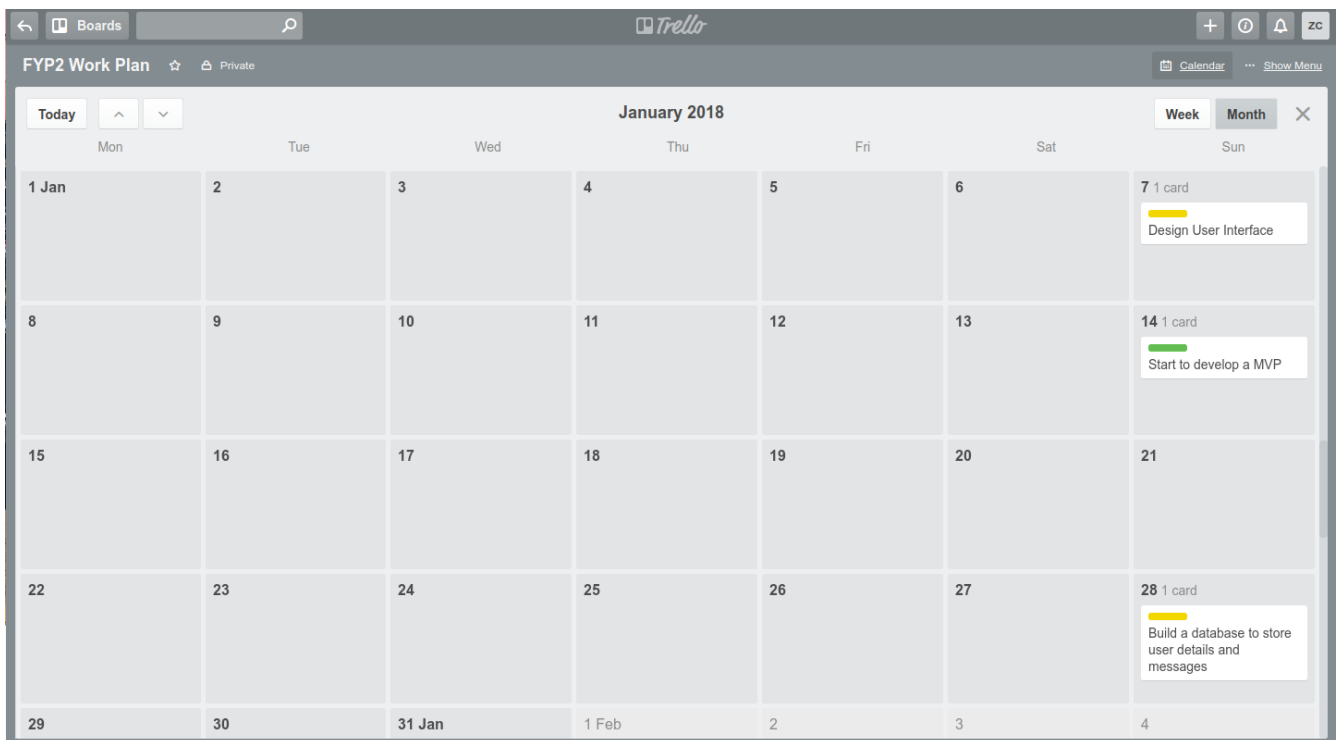 Boards
Trello
ZC
FYP2 Work Plan
Private
Calendar
··· Show Menu
Today
January 2018
Week Month
Mon Tue Wed Thu Fri Sat Sun
1 Jan 2 3 4 5 6 7 1 card
Design User Interface
8 9 10 11 12 13 14 1 card
Start to develop a MVP
15 16 17 18 19 20 21
22 23 24 25 26 27 28 1 card
Build a database to store
user details and
messages
29 30 31 Jan 1 Feb 2 3 4